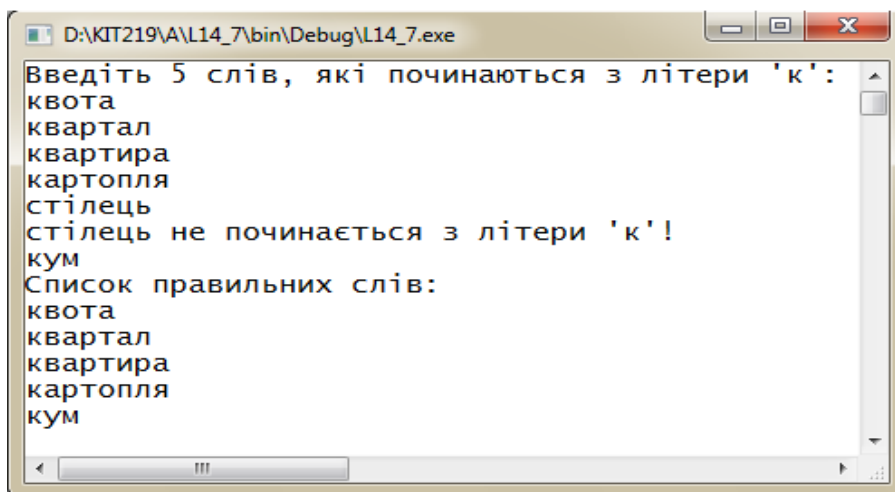 D:\KIT219\A\L14_7\bin\Debug\L14_7.exe
Введіть 5 слів, які починаються з літери 'к':
квота
квартал
квартира
картопля
стілець
стілець не починається з літери 'к'!
кум
Список правильних слів:
квота
квартал
квартира
картопля
кум